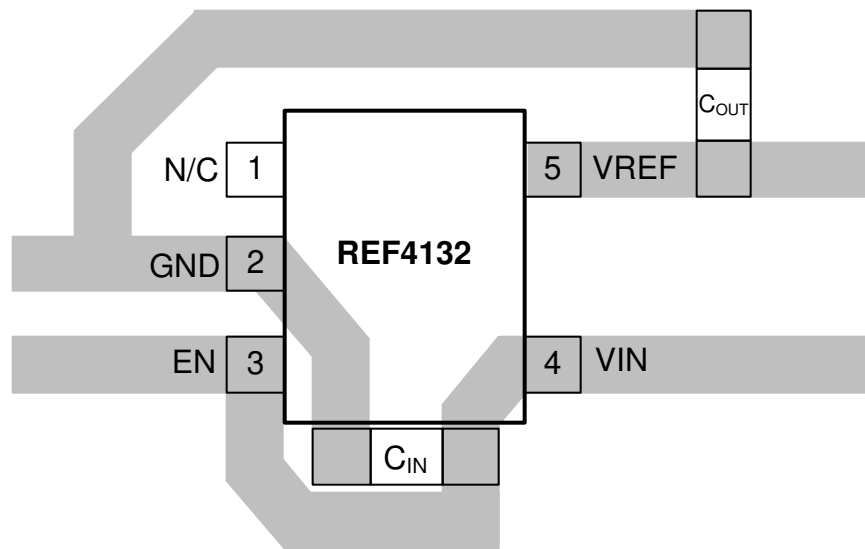 C_OUT
N/C 1 5 VREF
GND 2 REF4132
EN 3 4 VIN
C_IN